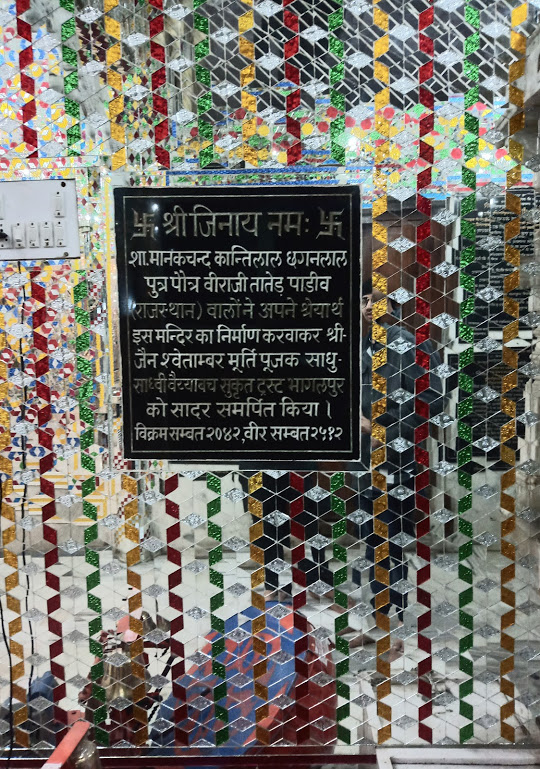 卐 श्री जिनाय नमः 卐
शा.मानकचन्द कान्तिलाल छगनलाल
पुत्र पौत्र वीराजी तातेड़ पाडीव
(राजस्थान) वालों ने अपने श्रेयार्थ
इस मन्दिर का निर्माण करवाकर श्री-
जैन श्वेताम्बर मूर्ति पूजक साधु-
साध्वी वैय्यावच सुकृत ट्रस्ट भागलपुर
को सादर समर्पित किया ।
विक्रम सम्वत २०४२, वीर सम्वत २५१२